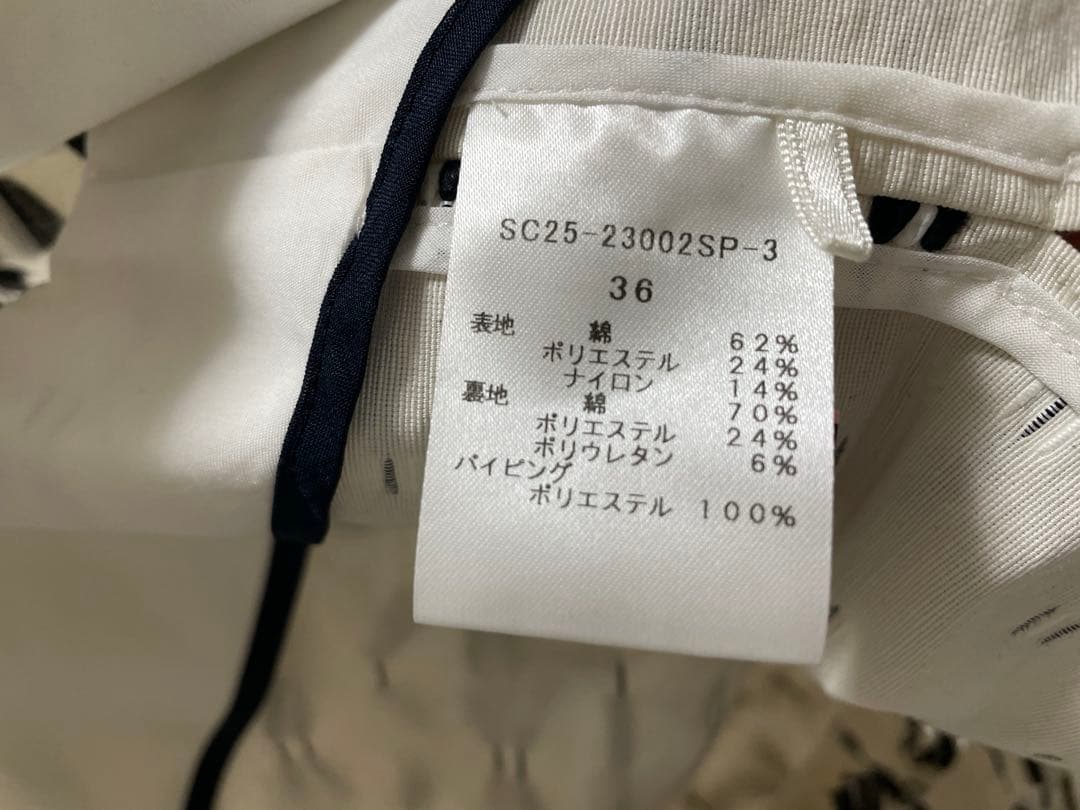 SC25-23002SP-3
36
表地 綿 62%
ポリエステル 24%
ナイロン 14%
裏地 綿 70%
ポリエステル 24%
ポリウレタン 6%
パイピング
ポリエステル 100%